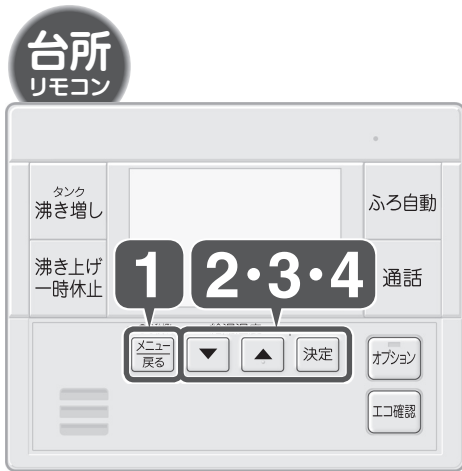 台所
リモコン
タンク
沸き増し
ふろ自動
沸き上げ
一時休止
1
2・3・4
通話
メニュー
戻る
▼
▲
決定
オプション
エコ確認